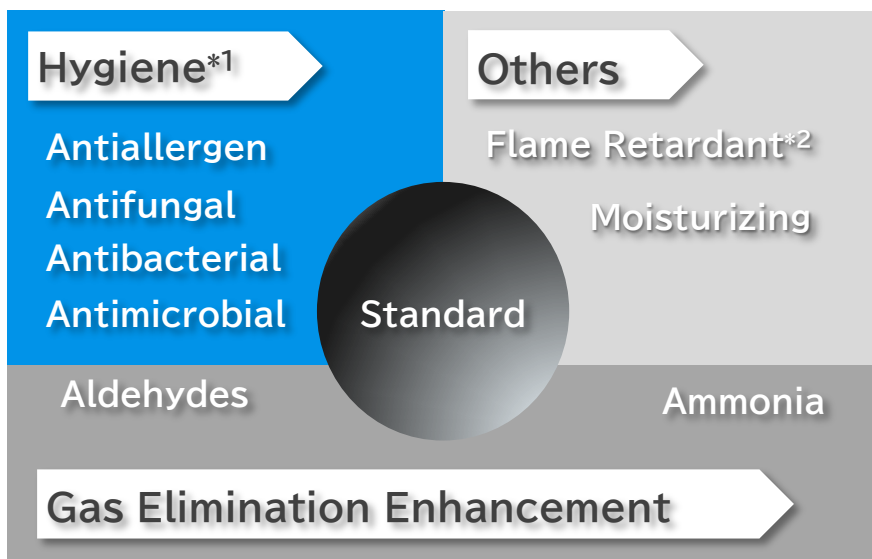 Hygiene*1
Antiallergen
Antifungal
Antibacterial
Antimicrobial
Others
Flame Retardant*2
Moisturizing
Standard
Aldehydes
Ammonia
Gas Elimination Enhancement